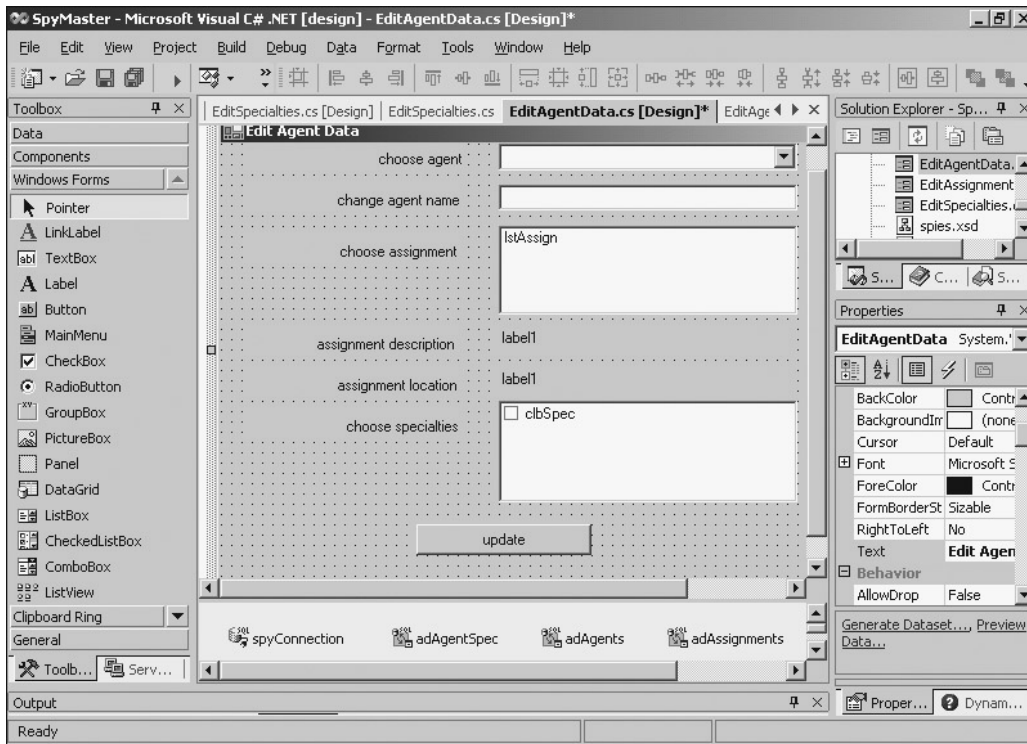 SpyMaster - Microsoft Visual C# .NET [design] - EditAgentData.cs [Design]*
File Edit View Project Build Debug Data Format Tools Window Help
Toolbox
Data
Components
Windows Forms
Pointer
LinkLabel
TextBox
Label
Button
MainMenu
CheckBox
RadioButton
GroupBox
PictureBox
Panel
DataGrid
ListBox
CheckedListBox
ComboBox
ListView
Clipboard Ring
General
Toolb... Serv...
EditSpecialties.cs [Design] EditSpecialties.cs EditAgentData.cs [Design]* EditAge
Edit Agent Data
choose agent
change agent name
choose assignment
lstAssign
assignment description
label1
assignment location
label1
choose specialties
clbSpec
update
spyConnection adAgentSpec adAgents adAssignments
Solution Explorer - Sp...
EditAgentData.
EditAssignment
EditSpecialties.
spies.xsd
S... C... S...
Properties
EditAgentData System.
BackColor Contr
BackgroundIm (none
Cursor Default
Font Microsoft S
ForeColor Contr
FormBorderSt Sizable
RightToLeft No
Text Edit Agen
Behavior
AllowDrop False
Generate Dataset..., Preview
Data...
Proper... Dynam...
Output
Ready